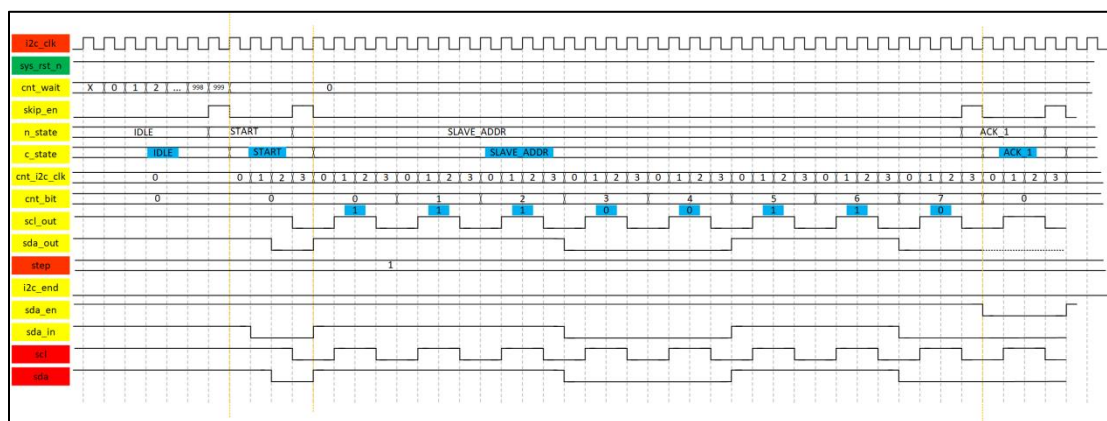 i2c_clk
sys_rst_n
cnt_wait X 0 1 2 ... 998 999 0
skip_en
n_state IDLE START SLAVE_ADDR ACK_1
c_state IDLE START SLAVE_ADDR ACK_1
cnt_i2c_clk 0 0 1 2 3 0 1 2 3 0 1 2 3 0 1 2 3 0 1 2 3 0 1 2 3 0 1 2 3 0 1 2 3 0 1 2 3 0 1 2 3
cnt_bit 0 0 0 1 2 3 4 5 6 7 0
1 1 1 0 0 1 1 0
scl_out
sda_out
step 1
i2c_end
sda_en
sda_in
scl
sda